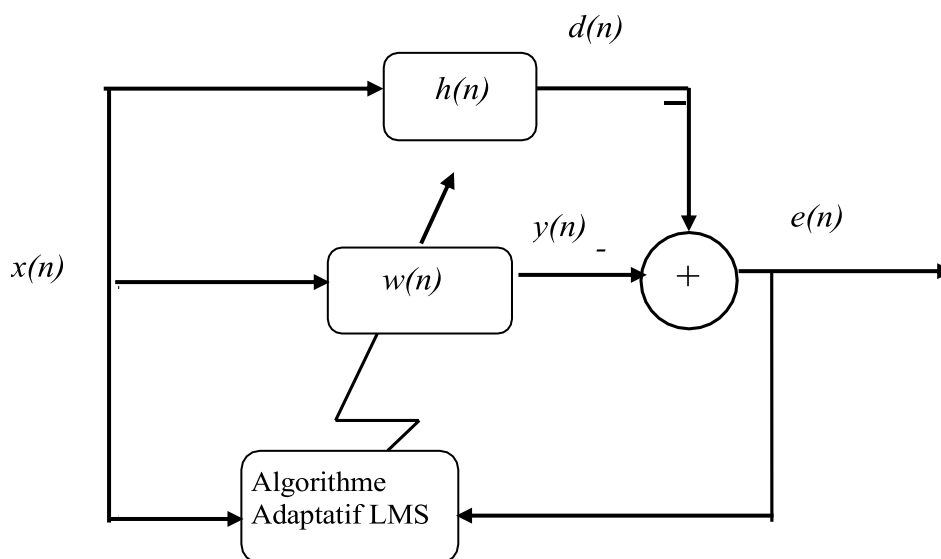 d(n)
h(n)
y(n)
-
e(n)
x(n)
w(n)
+
Algorithme
Adaptatif LMS